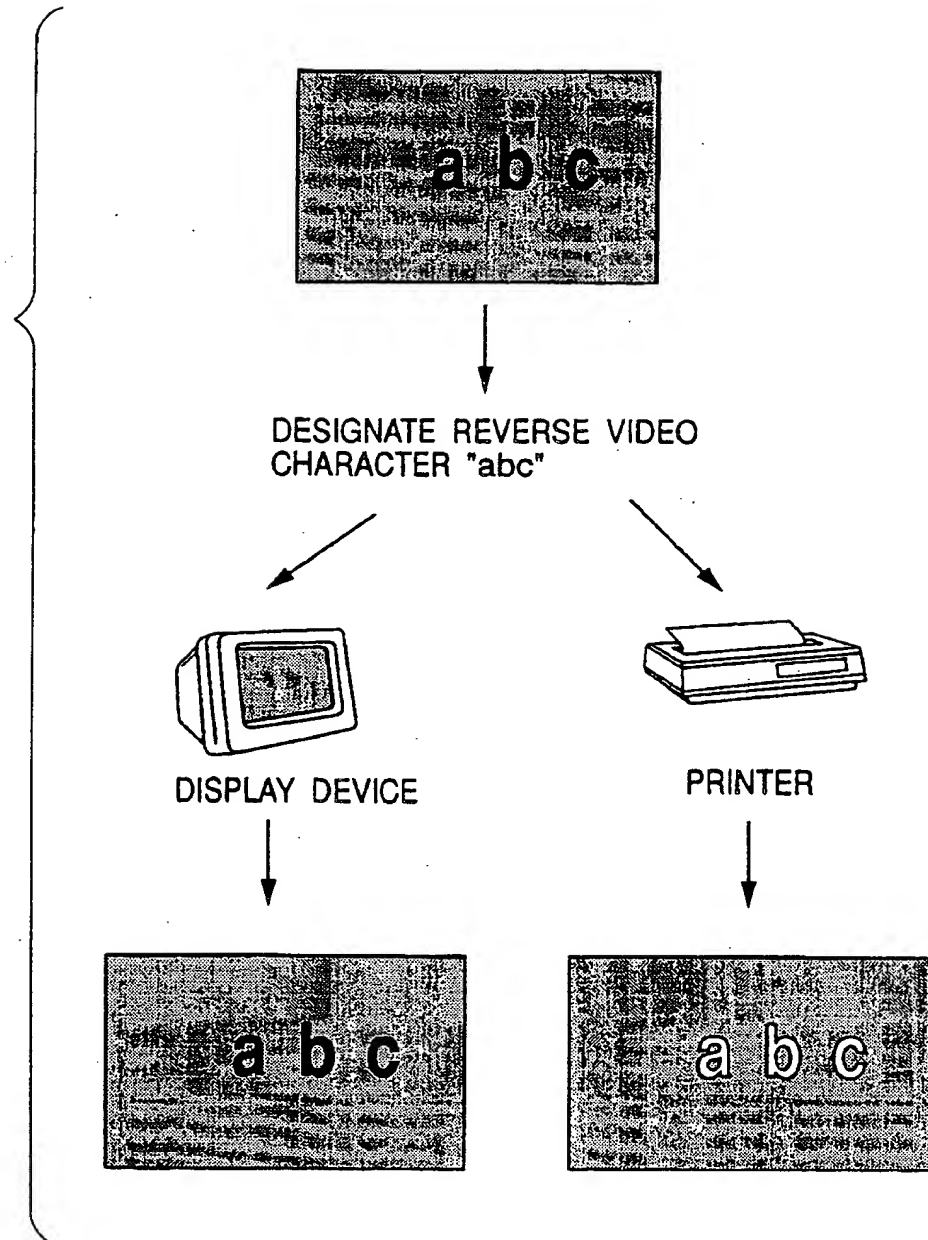 a b c
DESIGNATE REVERSE VIDEO
CHARACTER "abc"
DISPLAY DEVICE
PRINTER
a b c
a b c